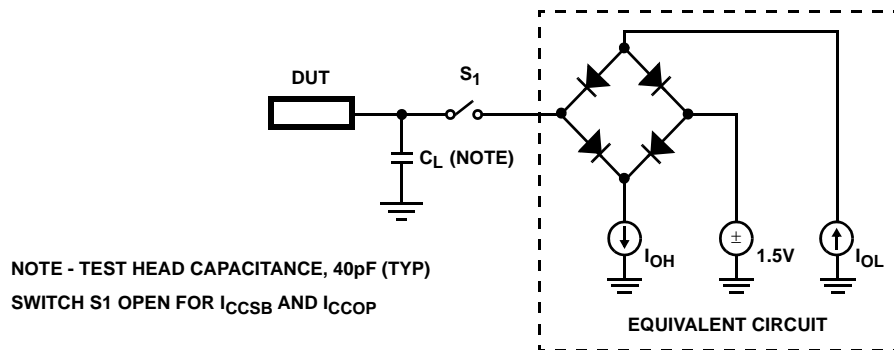 DUT
S1
CL (NOTE)
IOH
±
1.5V
IOL
NOTE - TEST HEAD CAPACITANCE, 40pF (TYP)
SWITCH S1 OPEN FOR ICCSB AND ICCOP
EQUIVALENT CIRCUIT